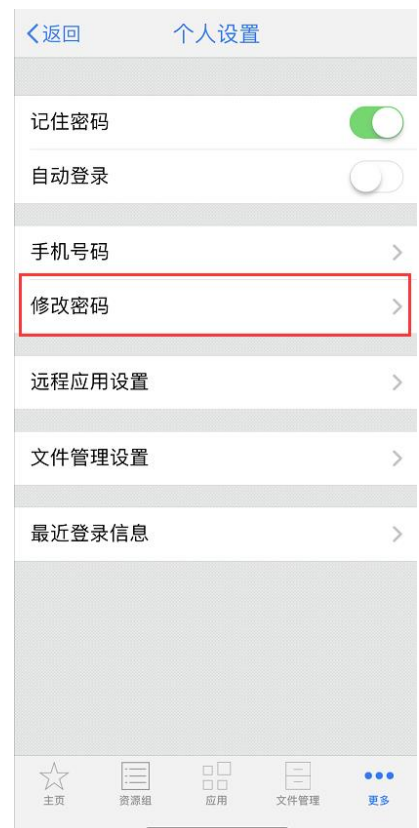 返回 个人设置
记住密码
自动登录
手机号码
修改密码
远程应用设置
文件管理设置
最近登录信息
主页 资源组 应用 文件管理 更多